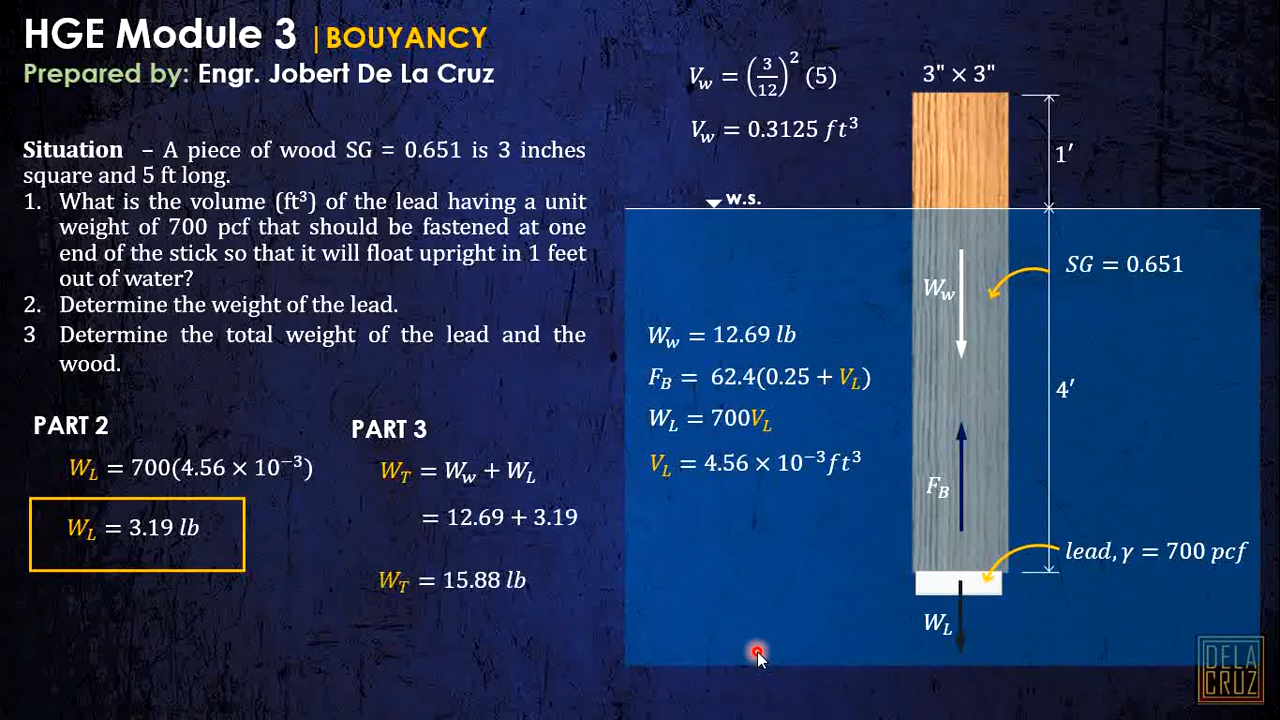 HGE Module 3 |BOUYANCY
Prepared by: Engr. Jobert De La Cruz
Situation – A piece of wood SG = 0.651 is 3 inches
square and 5 ft long.
1. What is the volume (ft³) of the lead having a unit
weight of 700 pcf that should be fastened at one
end of the stick so that it will float upright in 1 feet
out of water?
2. Determine the weight of the lead.
3 Determine the total weight of the lead and the
wood.
PART 2
W_L = 700(4.56 × 10⁻³)
W_L = 3.19 lb
PART 3
W_T = W_w + W_L
= 12.69 + 3.19
W_T = 15.88 lb
V_w = (3/12)² (5)
V_w = 0.3125 ft³
W_w = 12.69 lb
F_B = 62.4(0.25 + V_L)
W_L = 700V_L
V_L = 4.56 × 10⁻³ft³
3" × 3"
1'
W.S.
SG = 0.651
W_w
4'
F_B
lead, γ = 700 pcf
W_L
DELA
CRUZ